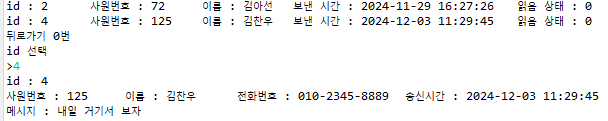 id : 2 사원번호 : 72 이름 : 김아선 보낸 시간 : 2024-11-29 16:27:26 읽음 상태 : 0
id : 4 사원번호 : 125 이름 : 김찬우 보낸 시간 : 2024-12-03 11:29:45 읽음 상태 : 0
뒤로가기 0번
id 선택
>4
id : 4
사원번호 : 125 이름 : 김찬우 전화번호 : 010-2345-8889 송신시간 : 2024-12-03 11:29:45
메시지 : 내일 거기서 보자